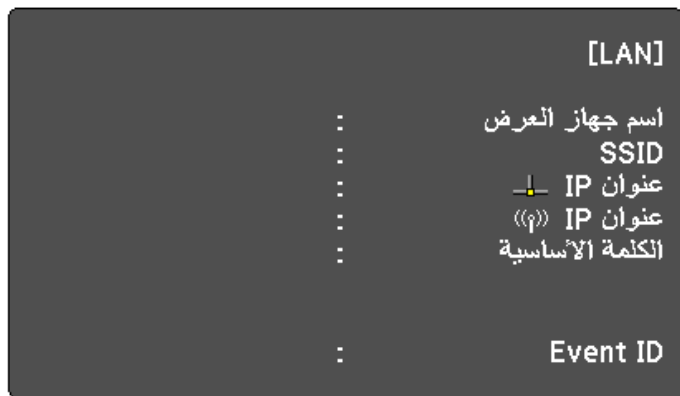 [LAN]
اسم جهاز العرض :
SSID :
عنوان IP :
عنوان IP :
الكلمة الأساسية :
Event ID :